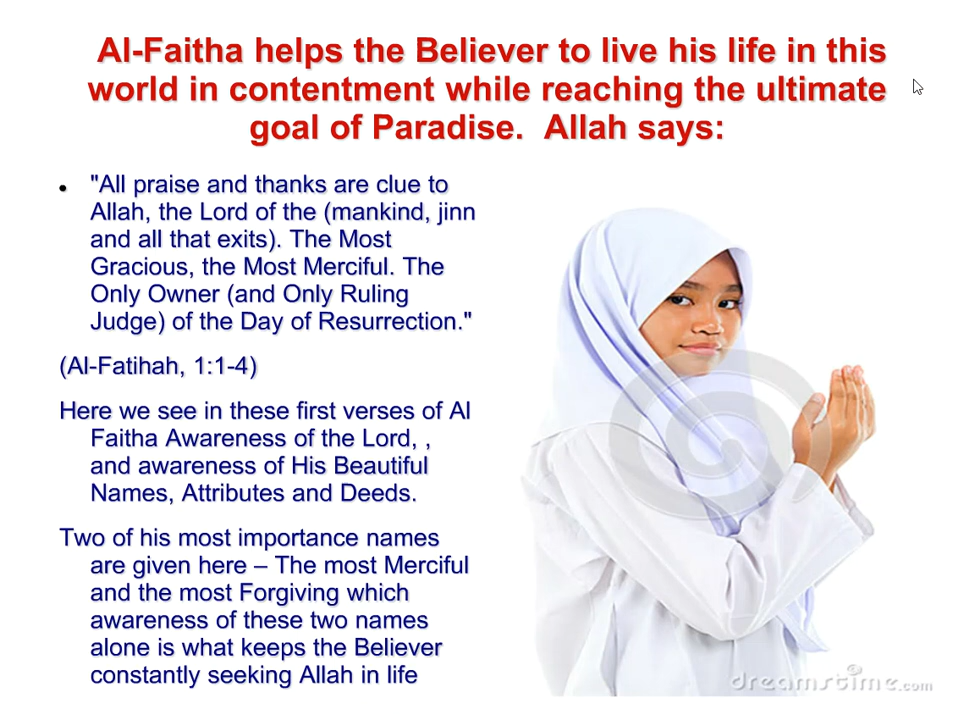 Al-Faitha helps the Believer to live his life in this
world in contentment while reaching the ultimate
goal of Paradise.  Allah says:
● "All praise and thanks are clue to
Allah, the Lord of the (mankind, jinn
and all that exits). The Most
Gracious, the Most Merciful. The
Only Owner (and Only Ruling
Judge) of the Day of Resurrection."
(Al-Fatihah, 1:1-4)
Here we see in these first verses of Al
Faitha Awareness of the Lord, ,
and awareness of His Beautiful
Names, Attributes and Deeds.
Two of his most importance names
are given here – The most Merciful
and the most Forgiving which
awareness of these two names
alone is what keeps the Believer
constantly seeking Allah in life
dreamstime.com